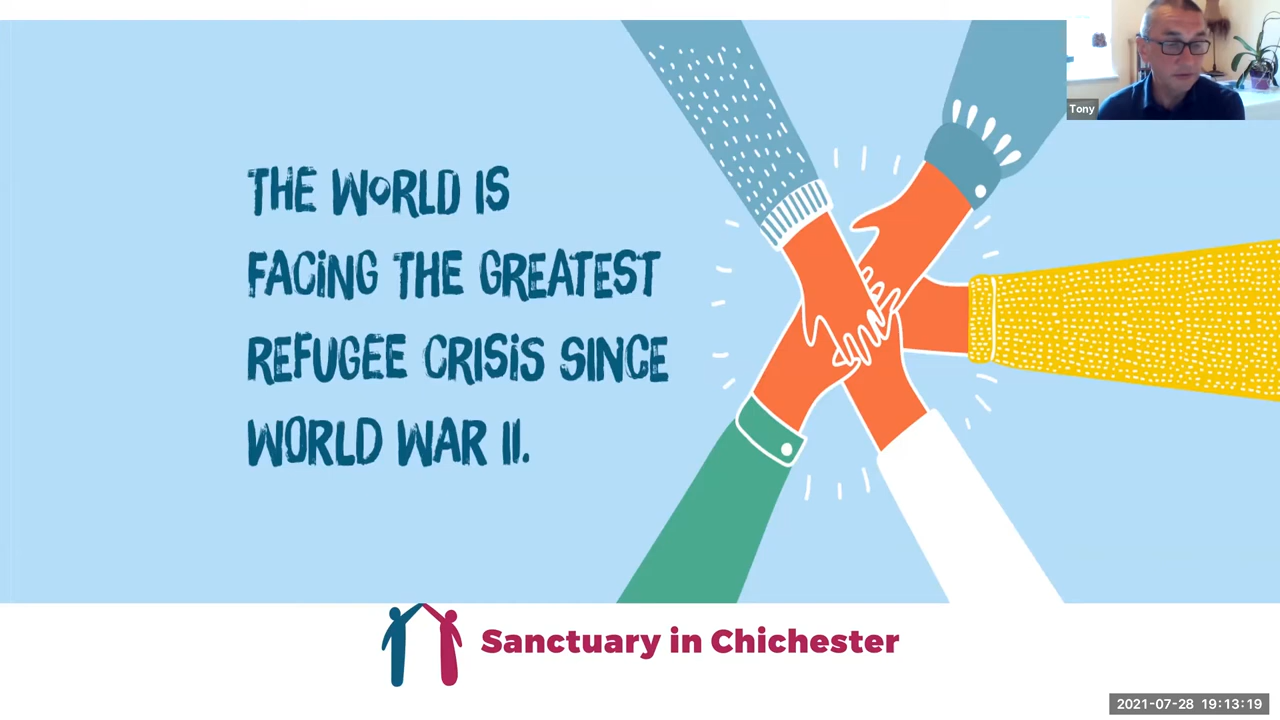 Tony
THE WORLD IS
FACING THE GREATEST
REFUGEE CRISIS SINCE
WORLD WAR II.
Sanctuary in Chichester
2021-07-28 19:13:19